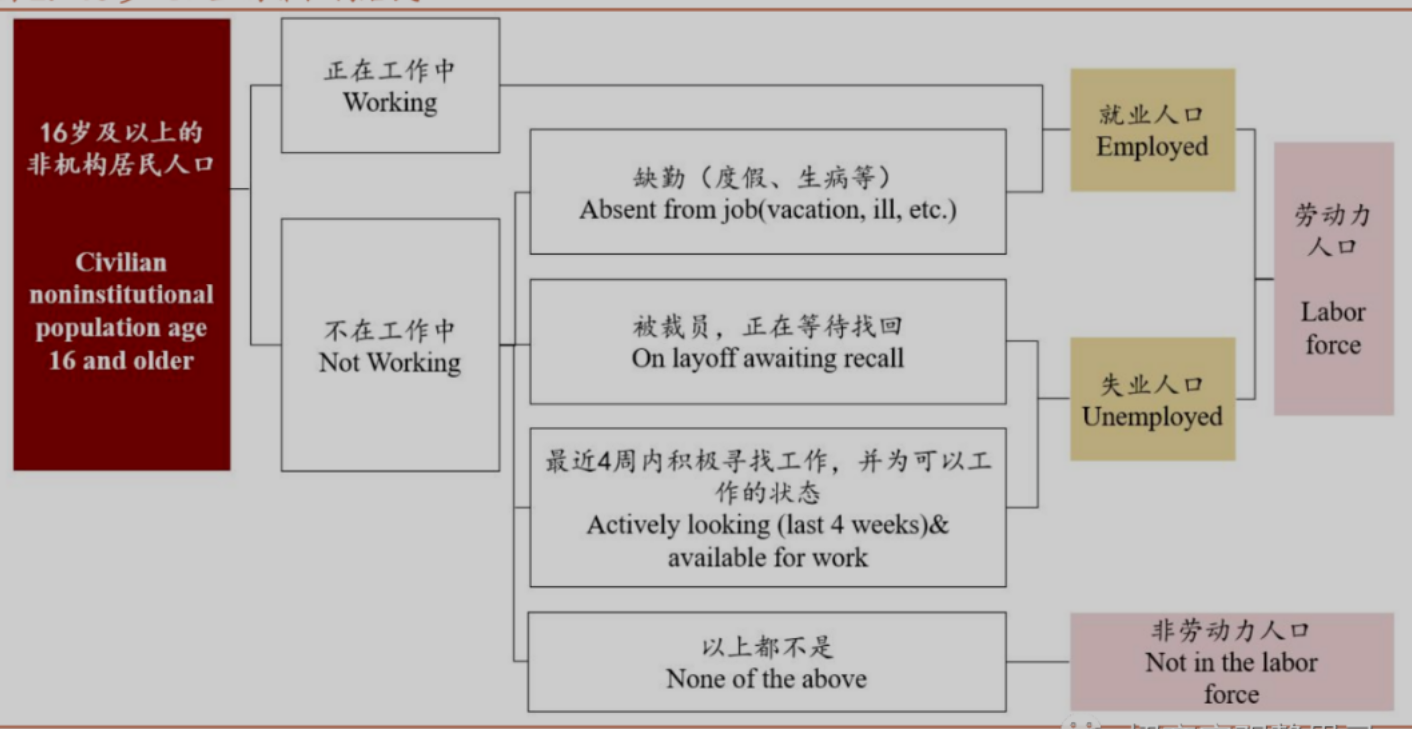 16岁及以上的
非机构居民人口
Civilian
noninstitutional
population age
16 and older
正在工作中
Working
不在工作中
Not Working
缺勤（度假、生病等）
Absent from job(vacation, ill, etc.)
被裁员，正在等待找回
On layoff awaiting recall
最近4周内积极寻找工作，并为可以工
作的状态
Actively looking (last 4 weeks)&
available for work
以上都不是
None of the above
就业人口
Employed
失业人口
Unemployed
劳动力
人口
Labor
force
非劳动力人口
Not in the labor
force